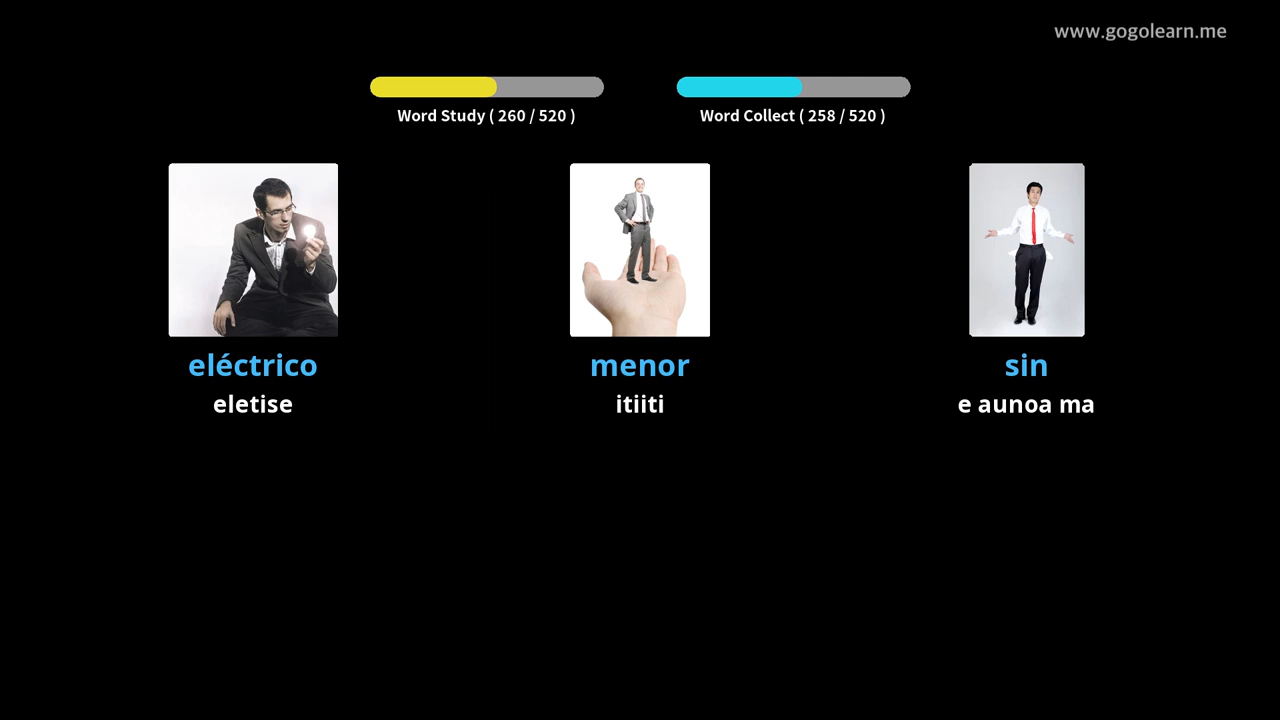 www.gogolearn.me
Word Study ( 260 / 520 )
Word Collect ( 258 / 520 )
eléctrico
menor
sin
eletise
itiiti
e aunoa ma